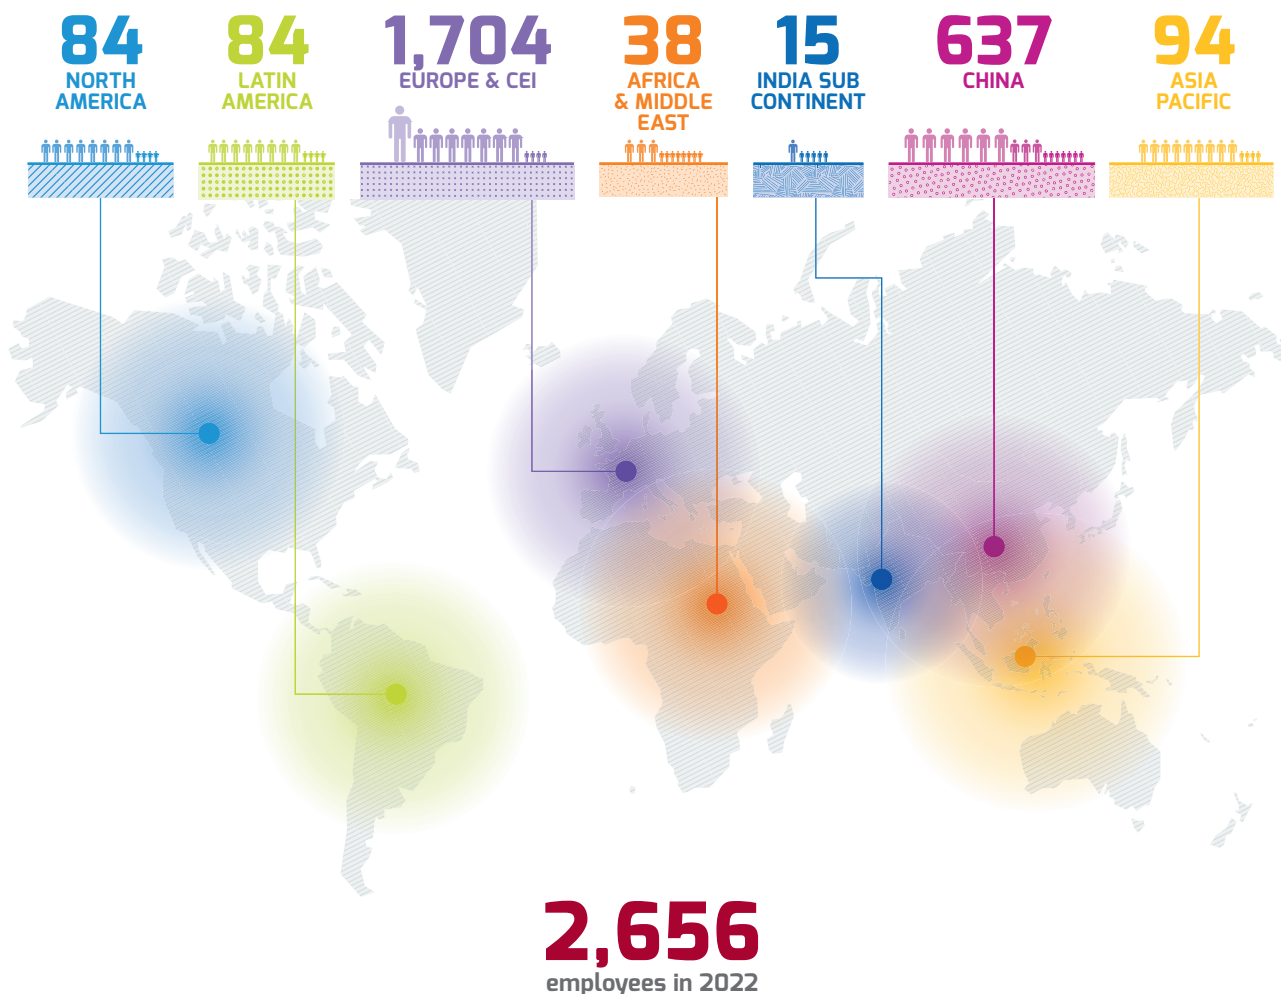 84
NORTH
AMERICA
84
LATIN
AMERICA
1,704
EUROPE & CEI
38
AFRICA
& MIDDLE
EAST
15
INDIA SUB
CONTINENT
637
CHINA
94
ASIA
PACIFIC
2,656
employees in 2022